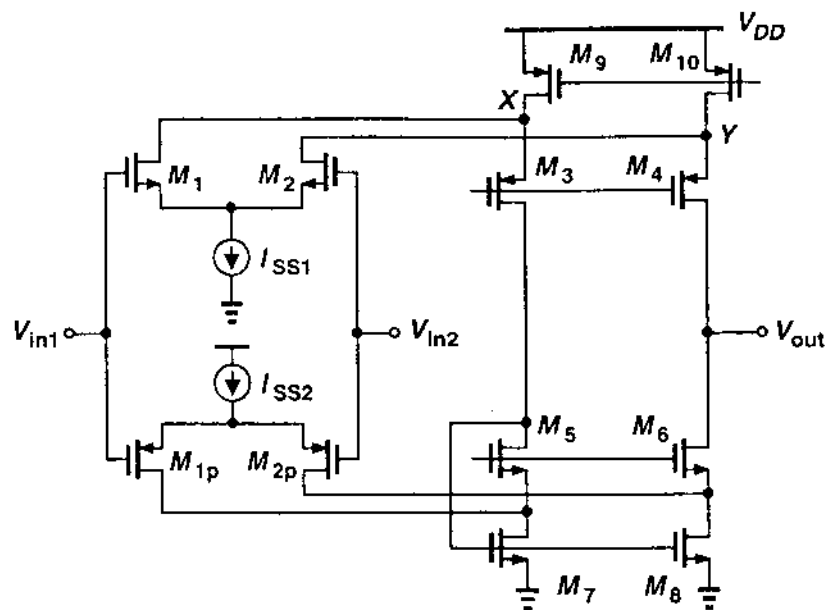 V_DD
M_9
M_10
X
Y
M_1
M_2
M_3
M_4
I_SS1
V_in1
V_In2
V_out
I_SS2
M_1p
M_2p
M_5
M_6
M_7
M_8